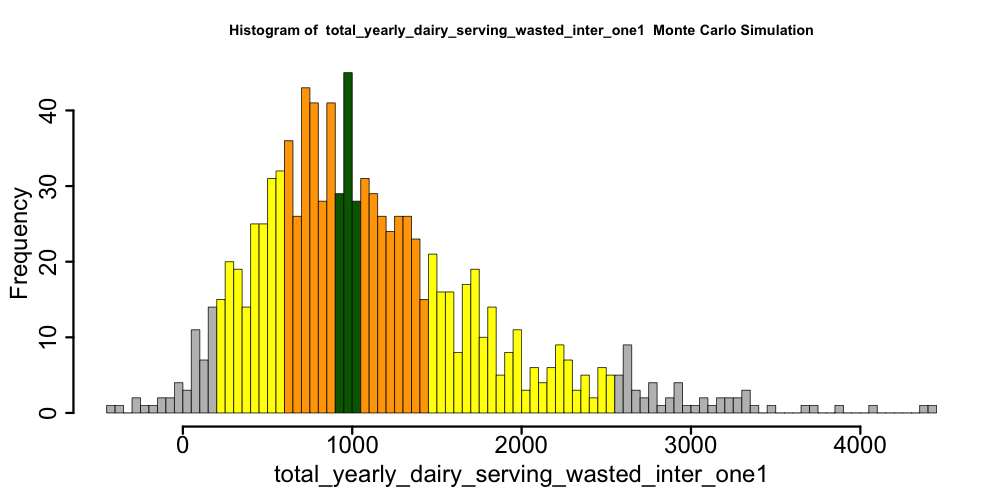 Histogram of  total_yearly_dairy_serving_wasted_inter_one1  Monte Carlo Simulation
Frequency
40
30
20
10
0
0 1000 2000 3000 4000
total_yearly_dairy_serving_wasted_inter_one1